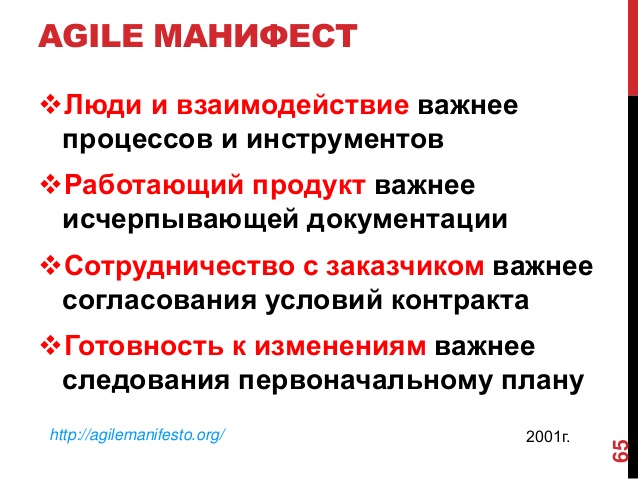 AGILE МАНИФЕСТ
❖Люди и взаимодействие важнее
процессов и инструментов
❖Работающий продукт важнее
исчерпывающей документации
❖Сотрудничество с заказчиком важнее
согласования условий контракта
❖Готовность к изменениям важнее
следования первоначальному плану
http://agilemanifesto.org/
2001г.
65